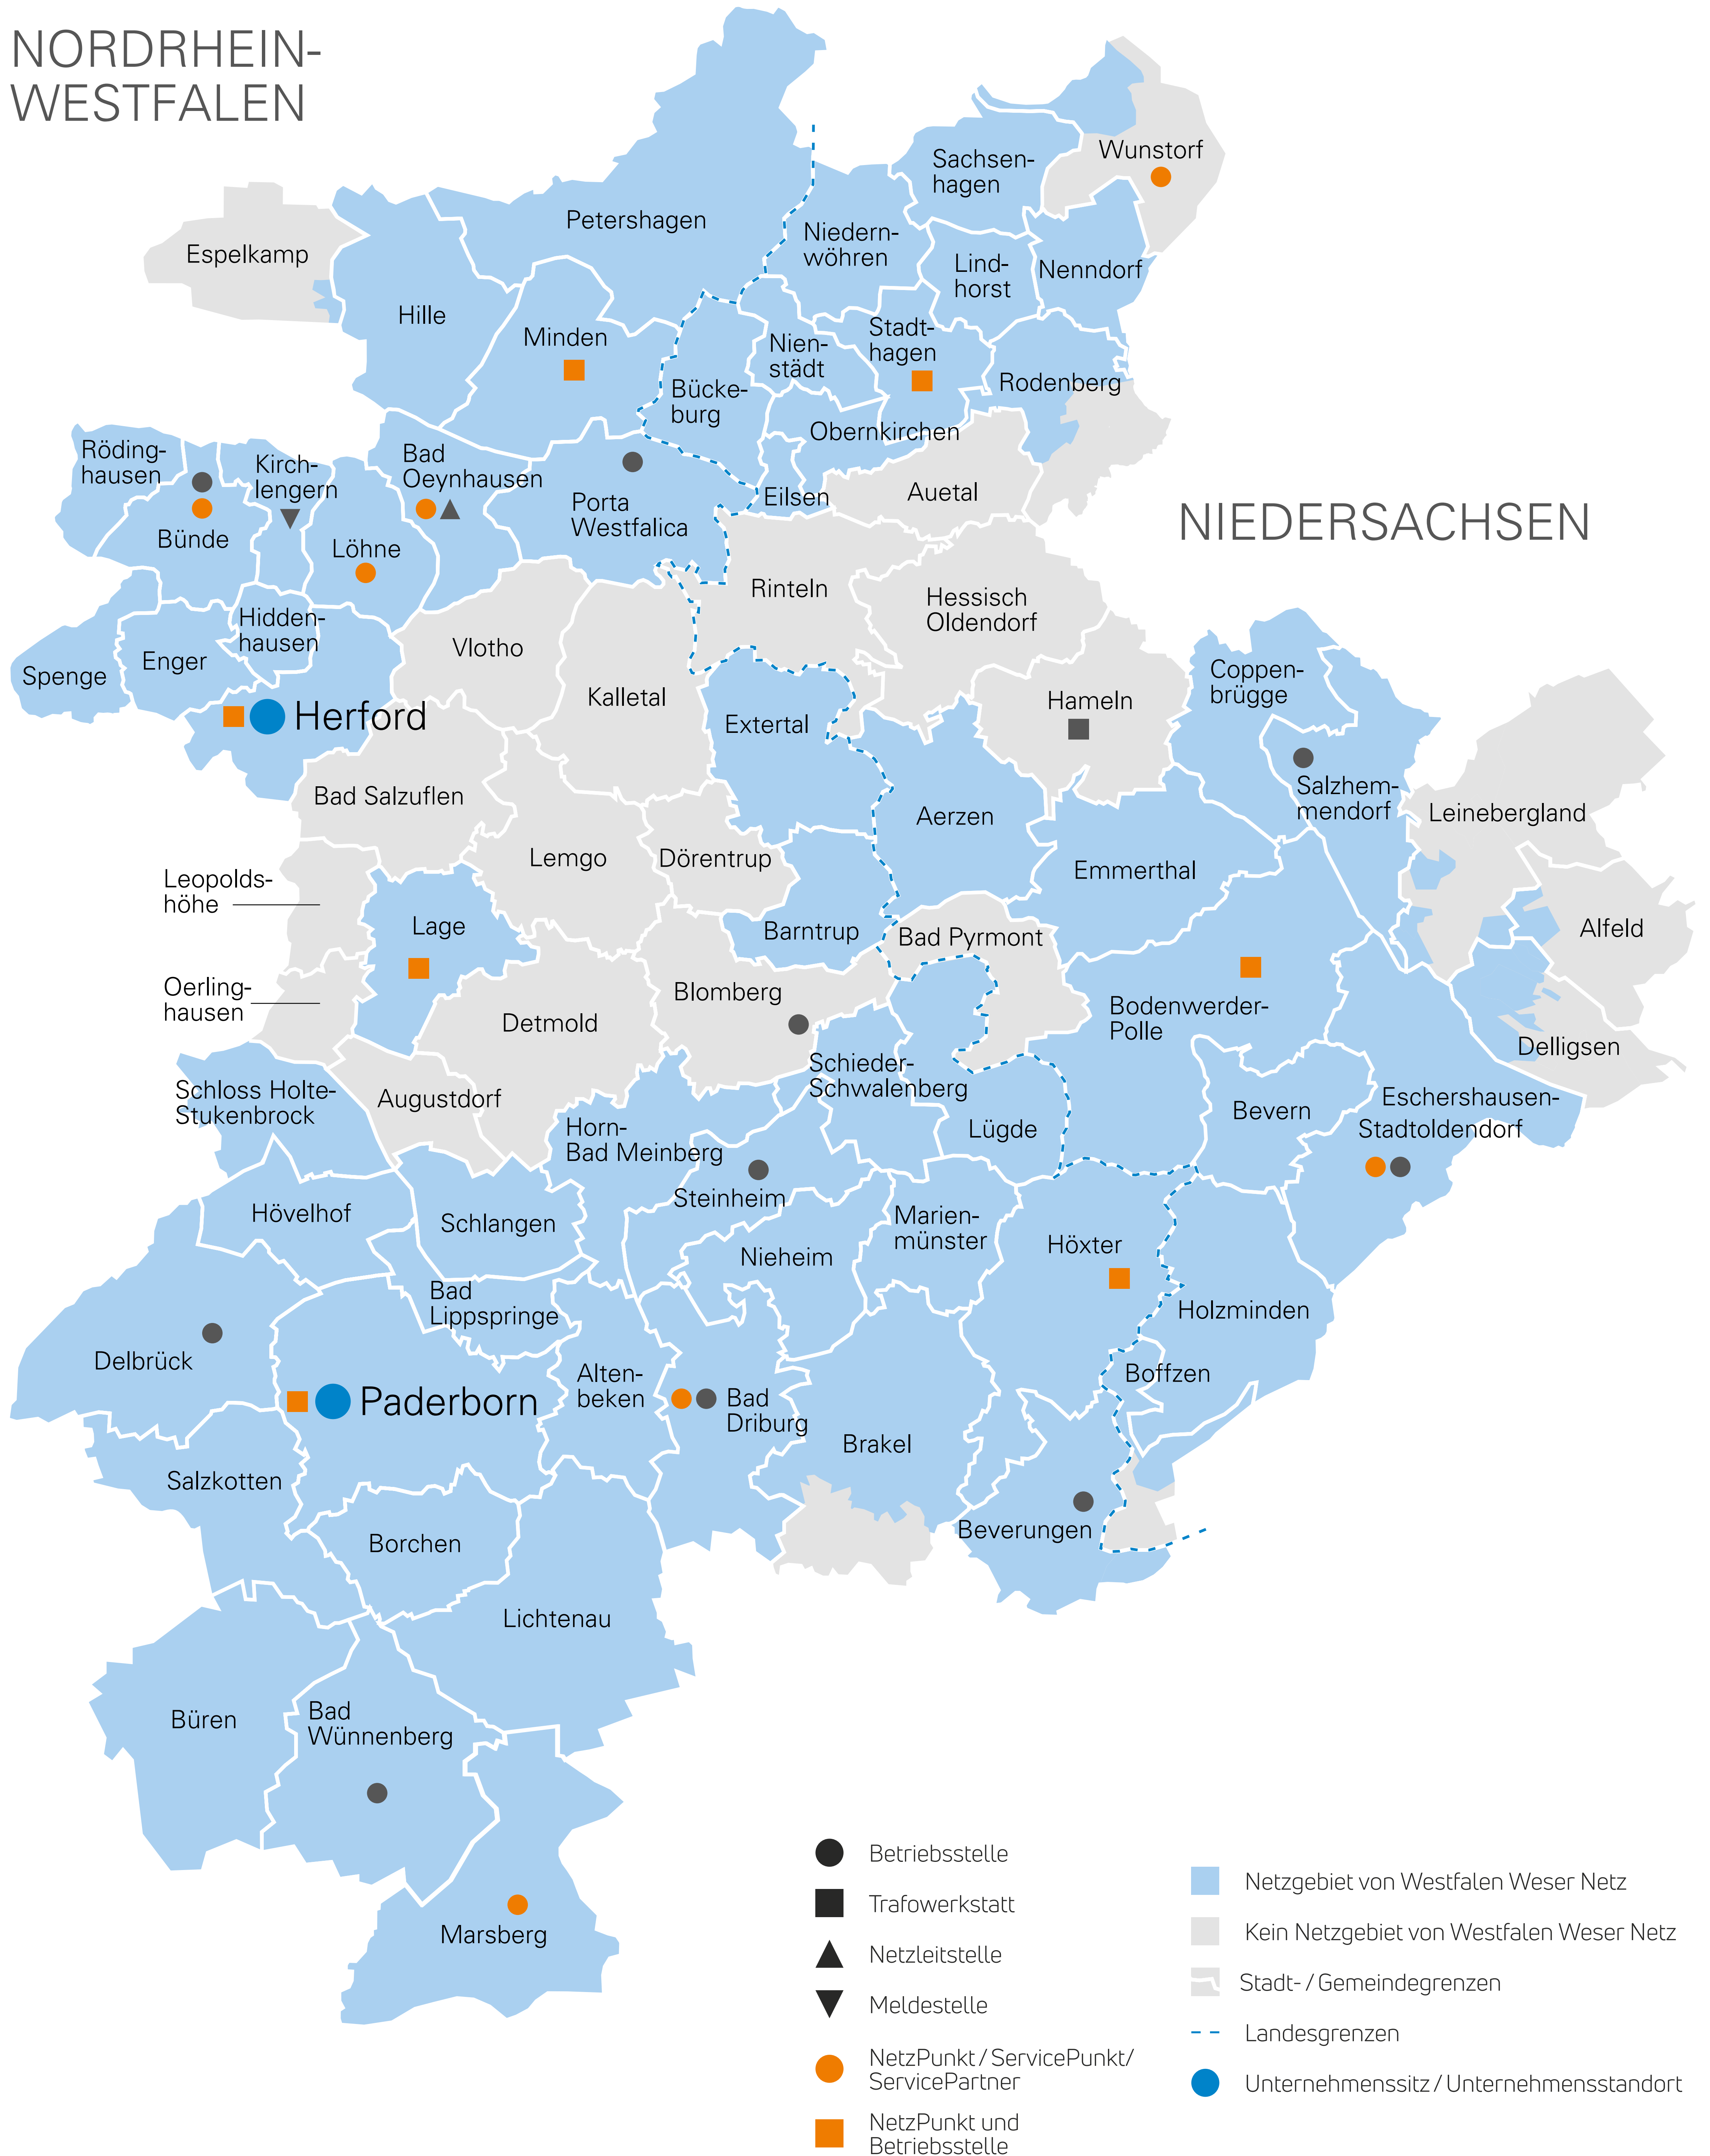 NORDRHEIN-
WESTFALEN
Wunstorf
Sachsen-
hagen
Petershagen
Niedern-
wöhren
Espelkamp
Lind-
horst
Nenndorf
Hille
Minden
Stadt-
hagen
Nien-
städt
Rodenberg
Bücke-
burg
Obernkirchen
Röding-
hausen
Kirch-
lengern
Bad
Oeynhausen
Porta
Westfalica
Eilsen
Auetal
NIEDERSACHSEN
Bünde
Löhne
Rinteln
Hessisch
Oldendorf
Hidden-
hausen
Vlotho
Enger
Spenge
Kalletal
Coppen-
brügge
Hameln
Herford
Extertal
Bad Salzuflen
Salzhem-
mendorf
Leinebergland
Aerzen
Lemgo
Dörentrup
Emmerthal
Leopolds-
höhe
Lage
Barntrup
Bad Pyrmont
Alfeld
Oerling-
hausen
Blomberg
Detmold
Bodenwerder-
Polle
Delligsen
Schieder-
Schwalenberg
Schloss Holte-
Stukenbrock
Augustdorf
Eschershausen-
Stadtoldendorf
Bevern
Lügde
Horn-
Bad Meinberg
Steinheim
Hövelhof
Schlangen
Marien-
münster
Nieheim
Höxter
Bad
Lippspringe
Holzminden
Delbrück
Alten-
beken
Boffzen
Paderborn
Bad
Driburg
Brakel
Salzkotten
Beverungen
Borchen
Lichtenau
Büren
Bad
Wünnenberg
Marsberg
Betriebsstelle
Trafowerkstatt
Netzleitstelle
Meldestelle
NetzPunkt / ServicePunkt/
ServicePartner
NetzPunkt und
Betriebsstelle
Netzgebiet von Westfalen Weser Netz
Kein Netzgebiet von Westfalen Weser Netz
Stadt- / Gemeindegrenzen
Landesgrenzen
Unternehmenssitz / Unternehmensstandort